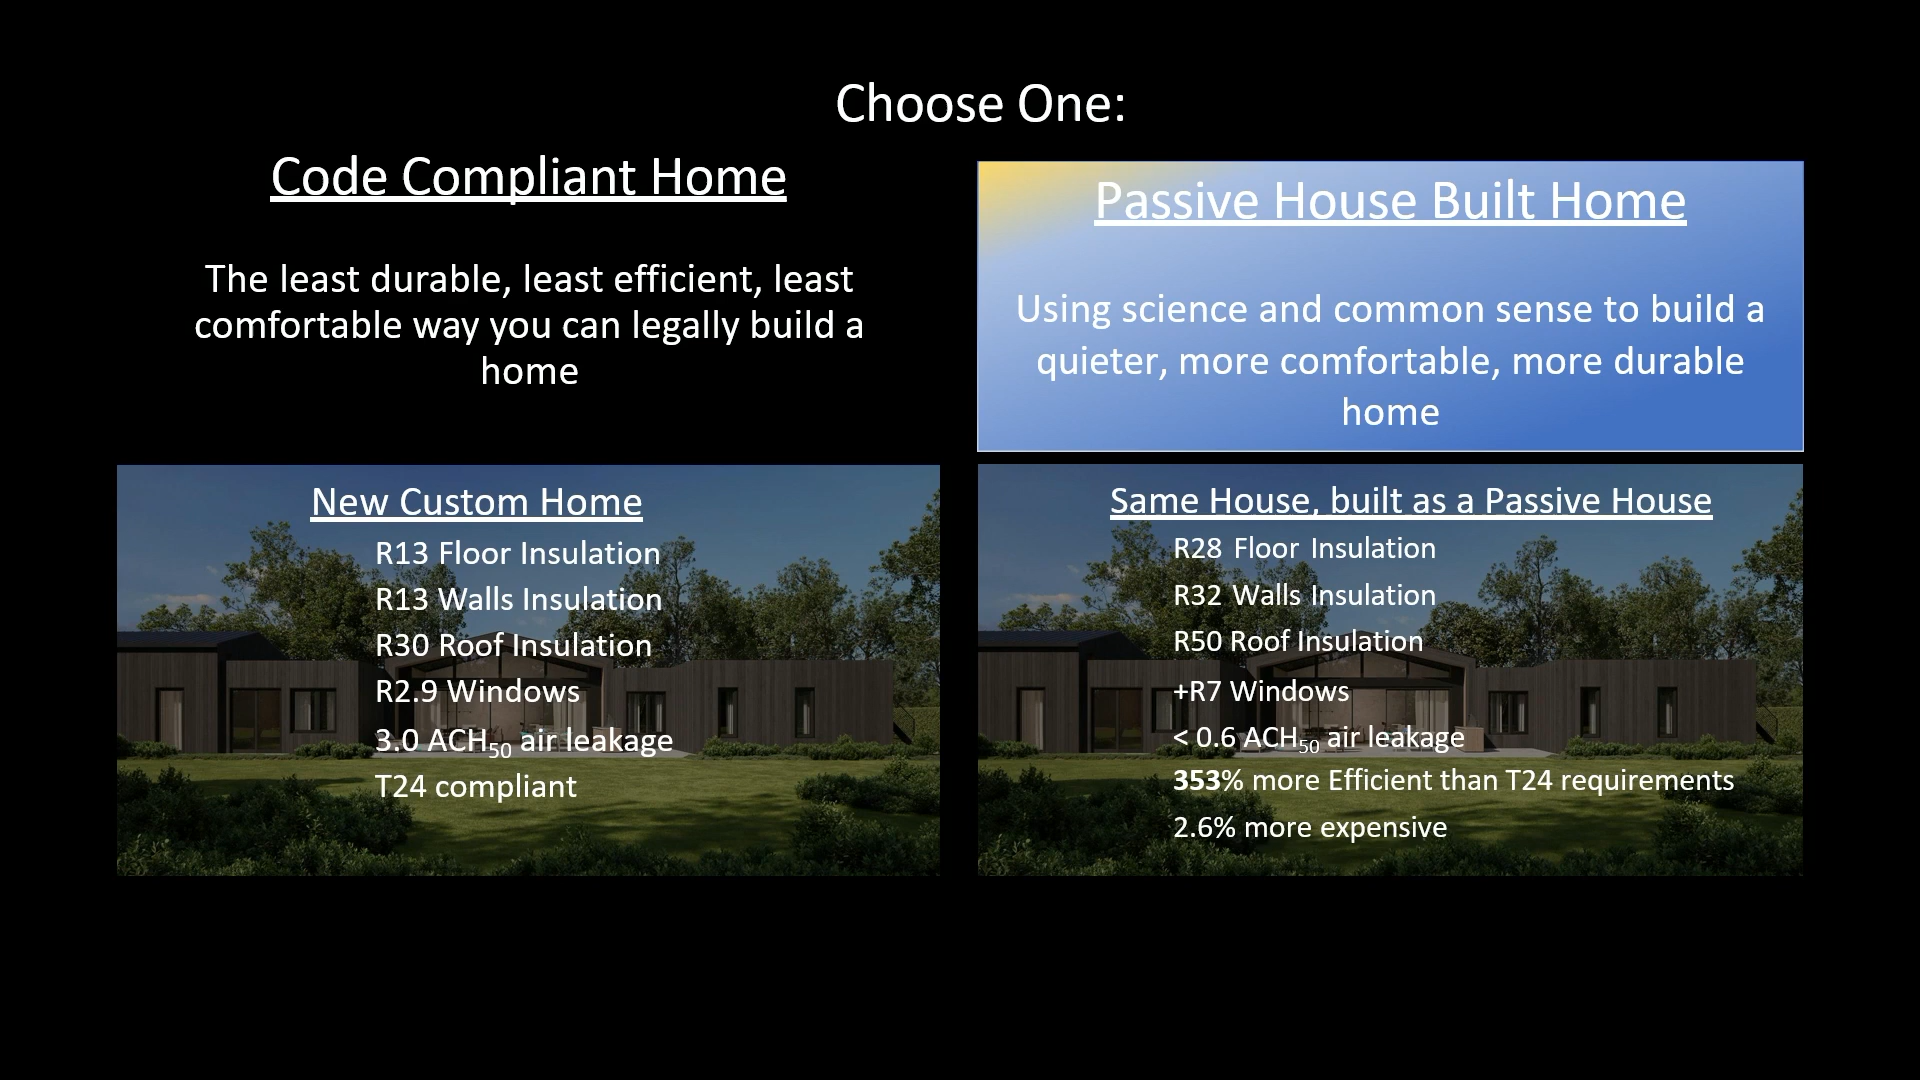 Choose One:
Code Compliant Home
The least durable, least efficient, least
comfortable way you can legally build a
home
Passive House Built Home
Using science and common sense to build a
quieter, more comfortable, more durable
home
New Custom Home
R13 Floor Insulation
R13 Walls Insulation
R30 Roof Insulation
R2.9 Windows
3.0 ACH50 air leakage
T24 compliant
Same House, built as a Passive House
R28 Floor Insulation
R32 Walls Insulation
R50 Roof Insulation
+R7 Windows
< 0.6 ACH50 air leakage
353% more Efficient than T24 requirements
2.6% more expensive